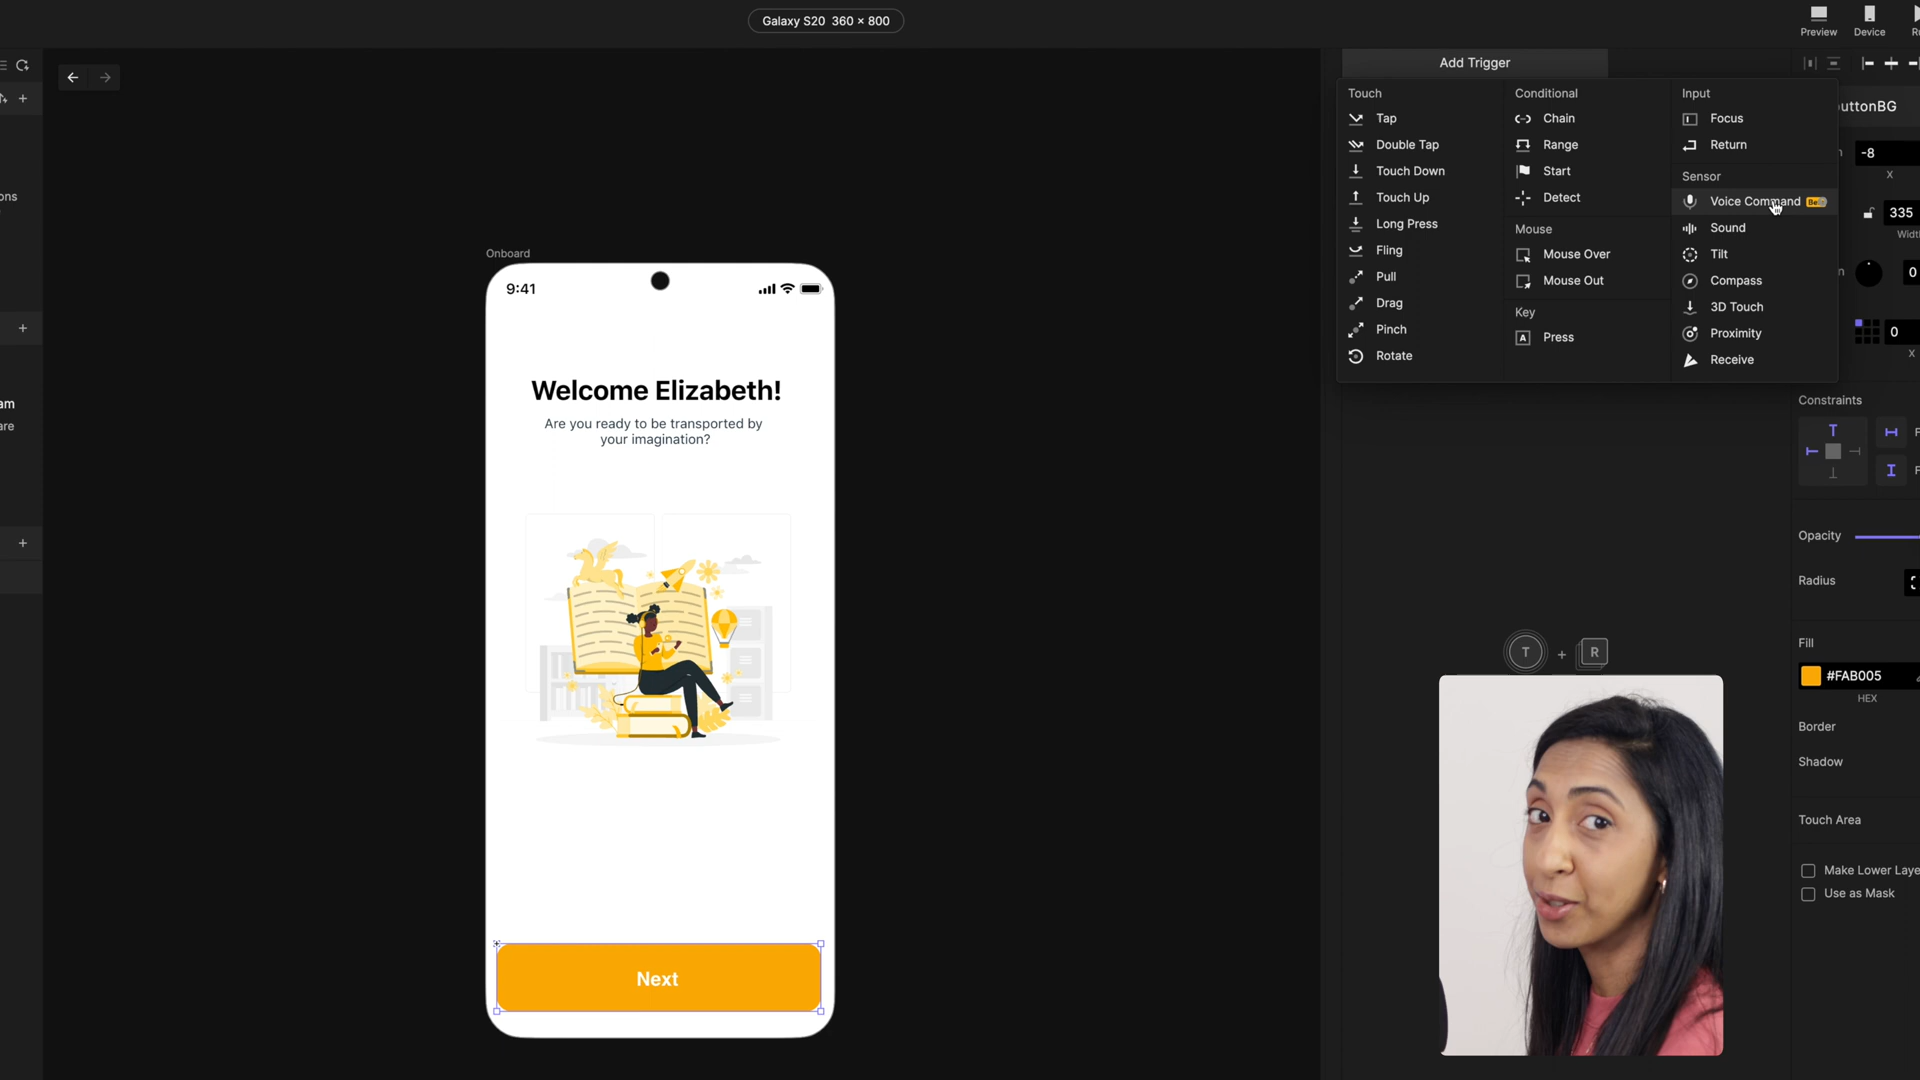 Galaxy S20 360 × 800
Preview
Device
Add Trigger
Touch
Tap
Double Tap
Touch Down
Touch Up
Long Press
Fling
Pull
Drag
Pinch
Rotate
Conditional
Chain
Range
Start
Detect
Mouse
Mouse Over
Mouse Out
Key
A Press
Input
Focus
Return
Sensor
Voice Command
Sound
Tilt
Compass
3D Touch
Proximity
Receive
uttonBG
-8
X
335
Width
0
0
X
Constraints
Opacity
Radius
Fill
#FAB005
HEX
Border
Shadow
Touch Area
Make Lower Laye
Use as Mask
ons
am
are
Onboard
9:41
Welcome Elizabeth!
Are you ready to be transported by
your imagination?
Next
T + R